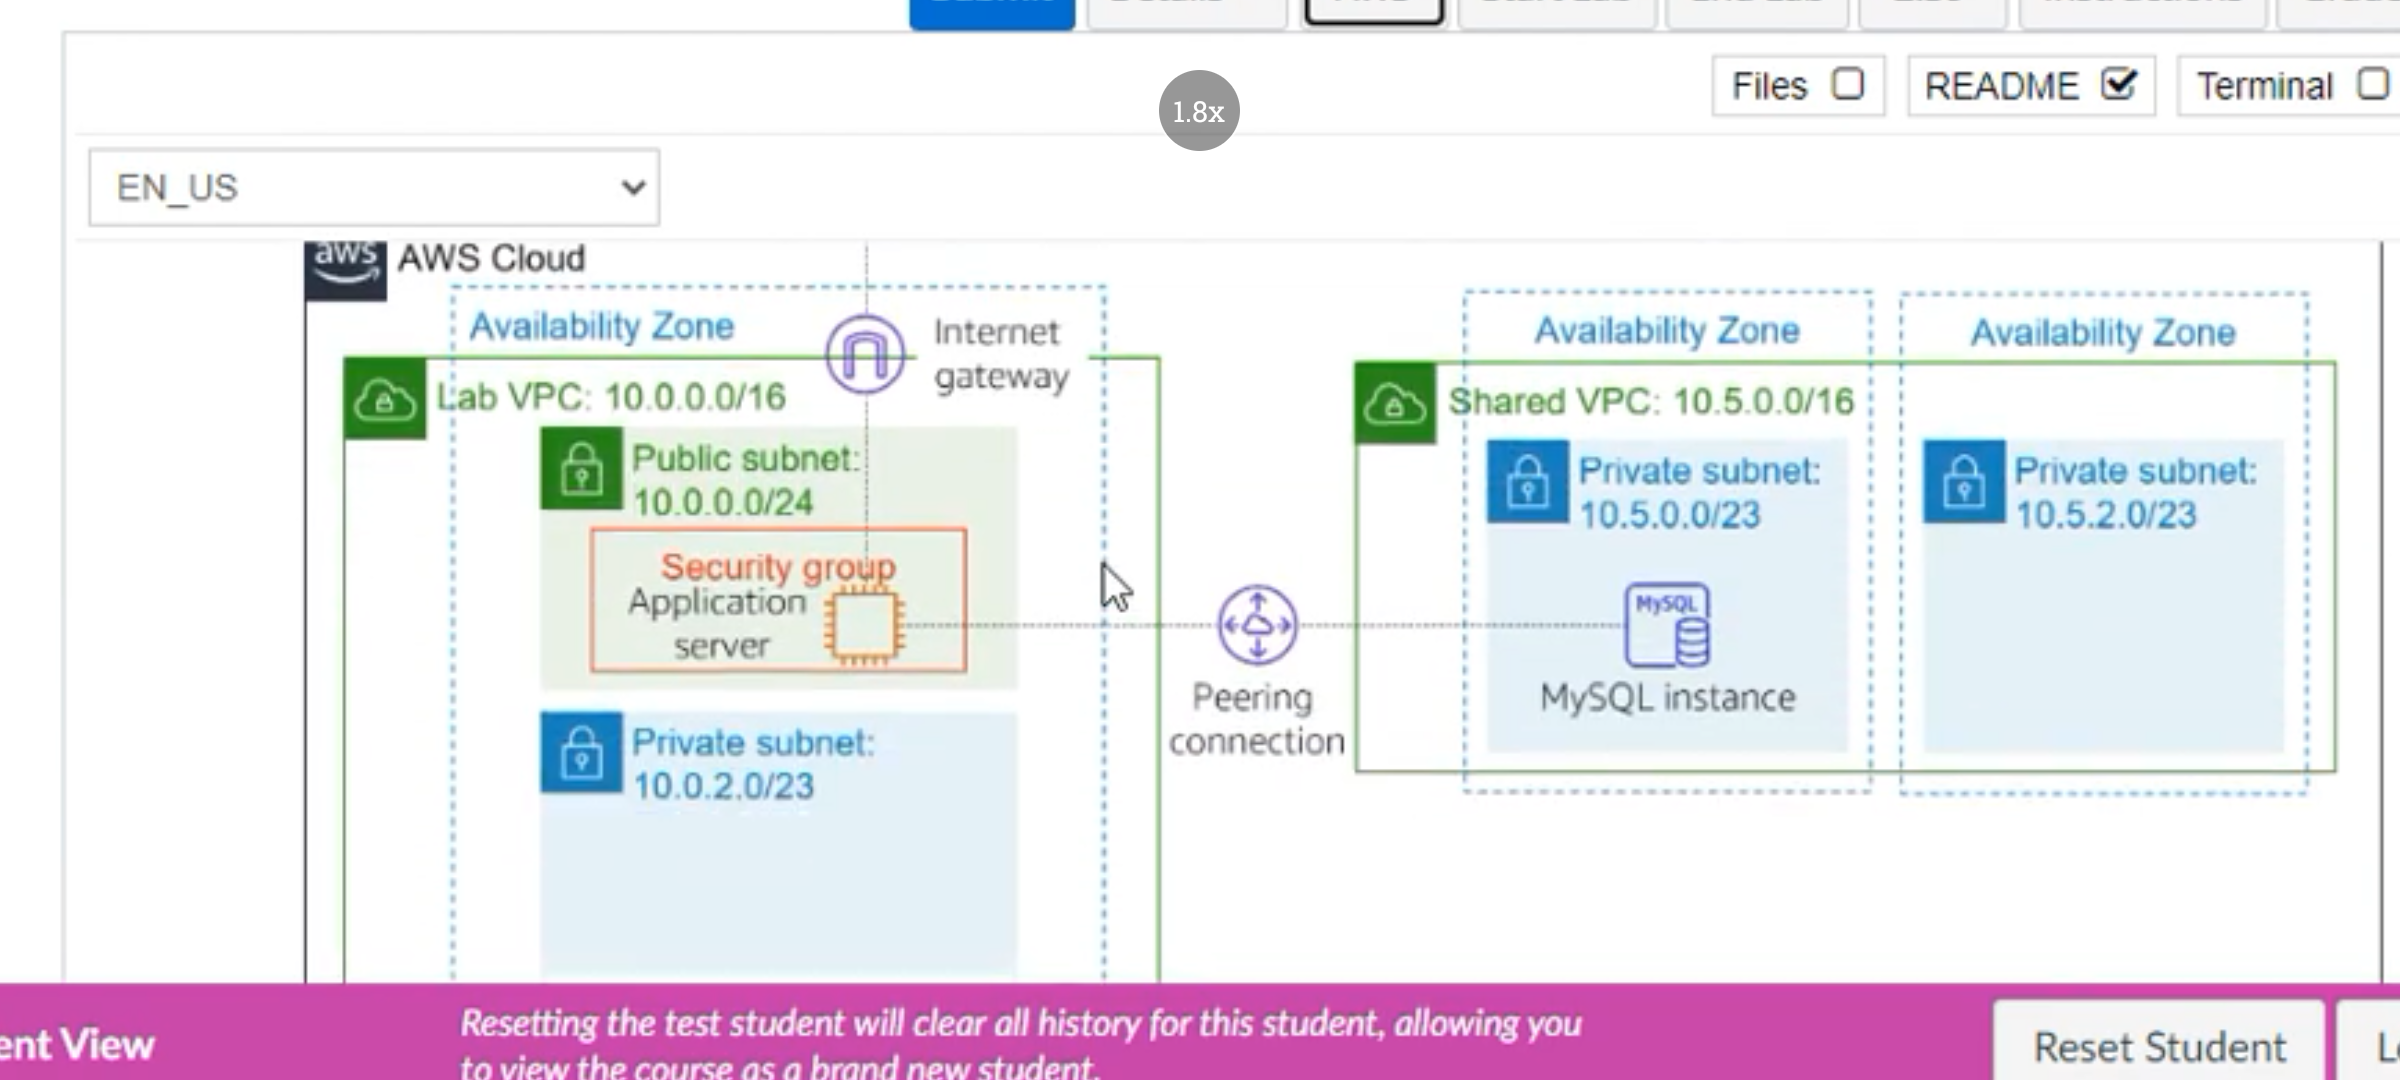 Files
README
Terminal
1.8x
EN_US
aws
AWS Cloud
Availability Zone
Internet
gateway
Lab VPC: 10.0.0.0/16
Public subnet:
10.0.0.0/24
Security group
Application
server
Private subnet:
10.0.2.0/23
Peering
connection
Availability Zone
Availability Zone
Shared VPC: 10.5.0.0/16
Private subnet:
10.5.0.0/23
MySQL
MySQL instance
Private subnet:
10.5.2.0/23
ent View
Resetting the test student will clear all history for this student, allowing you
to view the course as a brand new student.
Reset Student